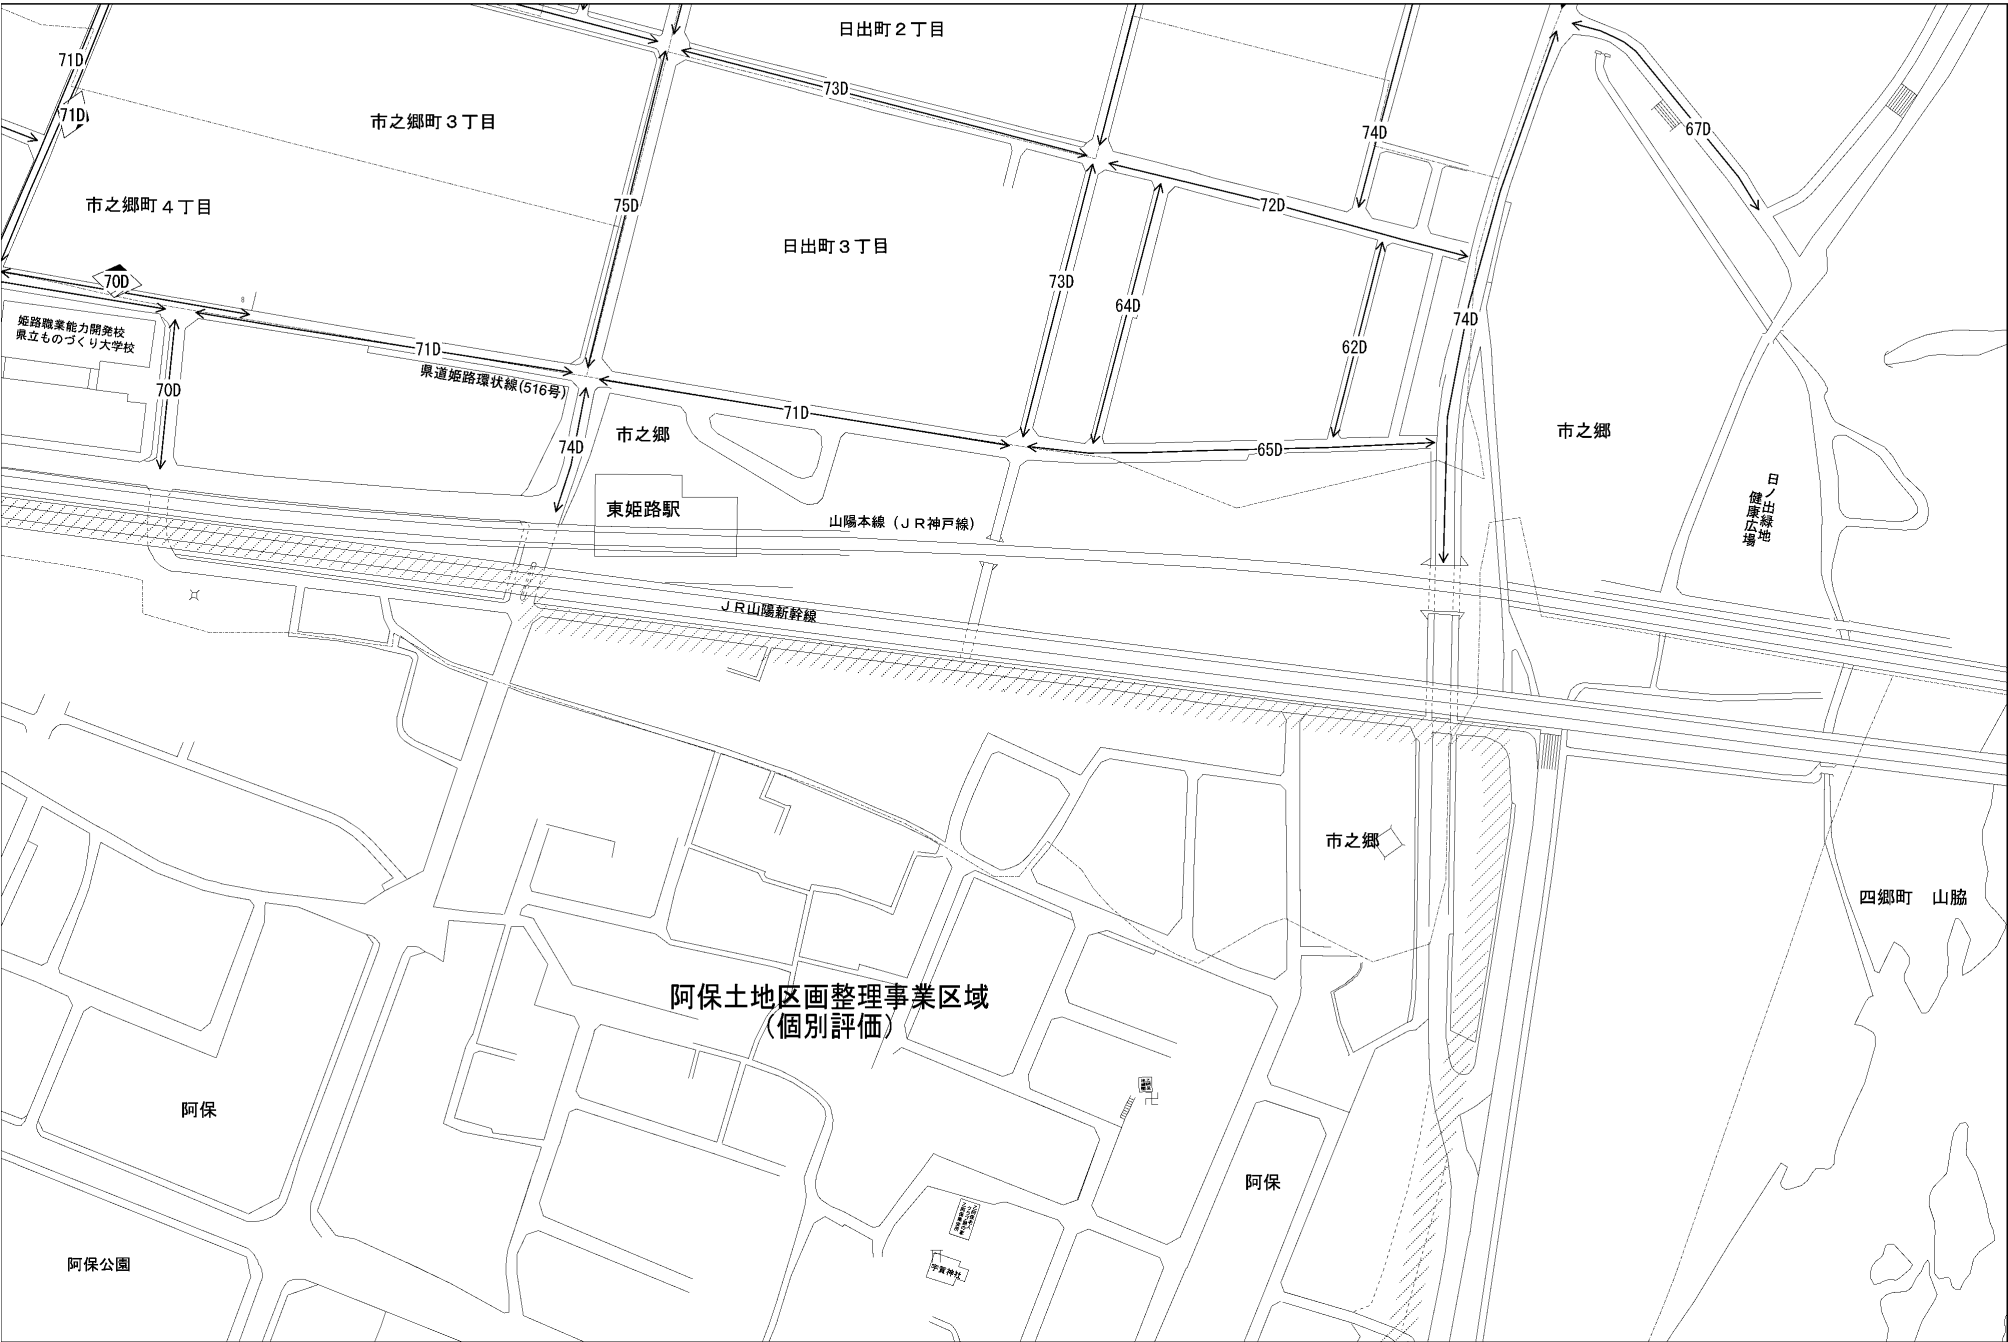 日出町２丁目
71D
73D
71D
市之郷町３丁目
74D
67D
市之郷町４丁目
75D
72D
日出町３丁目
70D
73D
64D
74D
姫路職業能力開発校
県立ものづくり大学校
71D
62D
県道姫路環状線(516号)
70D
71D
74D
市之郷
65D
市之郷
日ノ出緑地
健康広場
東姫路駅
山陽本線（ＪＲ神戸線）
ＪＲ山陽新幹線
市之郷
四郷町　山脇
阿保土地区画整理事業区域
（個別評価）
阿保
阿保
阿保公園
宇賀神社